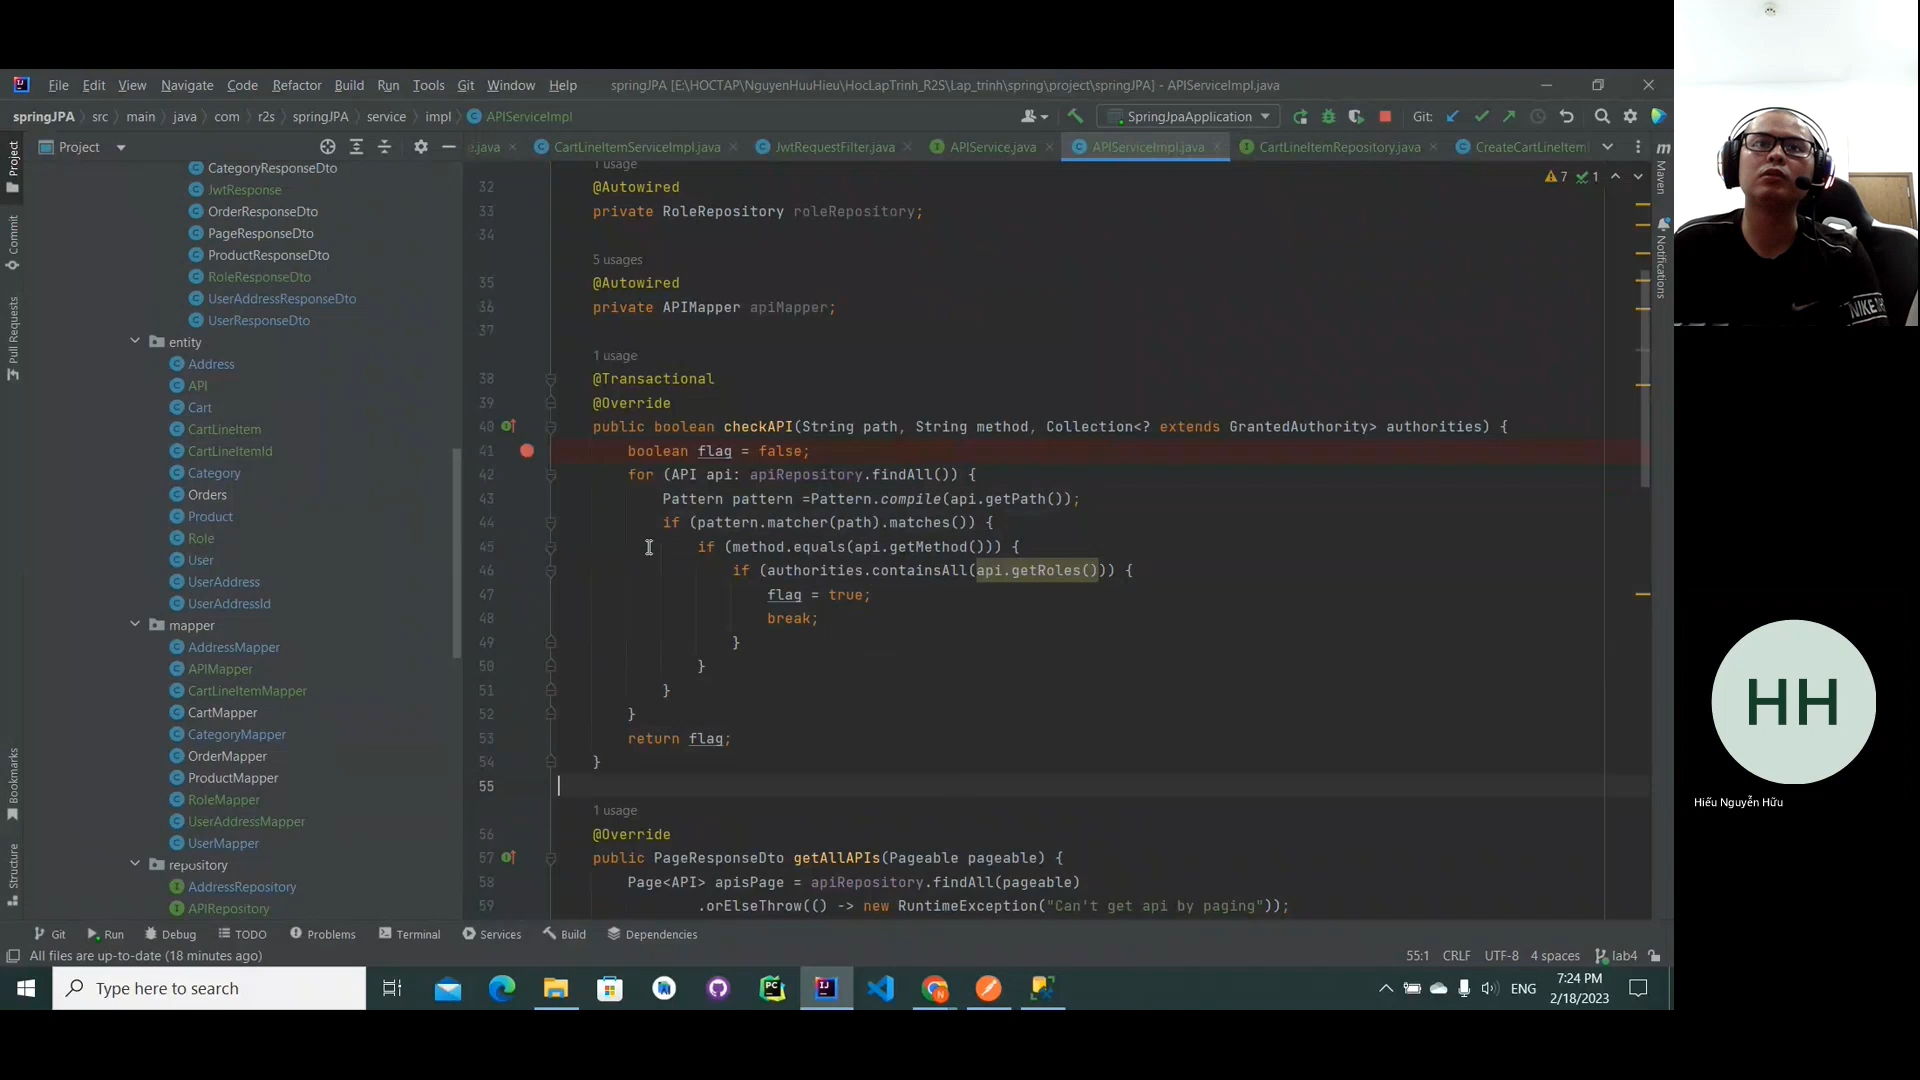 File Edit View Navigate Code Refactor Build Run Tools Git Window Help springJPA [E:\HOCTAP\NguyenHuuHieu\HocLapTrinh_R2S\Lap_trinh\spring\project\springJPA] - APIServiceImpl.java
springJPA src main java com r2s springJPA service impl APIServiceImpl SpringJpaApplication Git:
Project e.java CartLineItemServiceImpl.java JwtRequestFilter.java APIService.java APIServiceImpl.java CartLineItemRepository.java CreateCartLineItem
Project
Commit
Pull Requests
Bookmarks
Structure
CategoryResponseDto
JwtResponse
OrderResponseDto
PageResponseDto
ProductResponseDto
RoleResponseDto
UserAddressResponseDto
UserResponseDto
entity
Address
API
Cart
CartLineItem
CartLineItemId
Category
Orders
Product
Role
User
UserAddress
UserAddressId
mapper
AddressMapper
APIMapper
CartLineItemMapper
CartMapper
CategoryMapper
OrderMapper
ProductMapper
RoleMapper
UserAddressMapper
UserMapper
repository
AddressRepository
APIRepository
1 usage
7 1
32 @Autowired
33 private RoleRepository roleRepository;
34
5 usages
35 @Autowired
36 private APIMapper apiMapper;
37
1 usage
38 @Transactional
39 @Override
40 public boolean checkAPI(String path, String method, Collection<? extends GrantedAuthority> authorities) {
41 boolean flag = false;
42 for (API api: apiRepository.findAll()) {
43 Pattern pattern =Pattern.compile(api.getPath());
44 if (pattern.matcher(path).matches()) {
45 if (method.equals(api.getMethod())) {
46 if (authorities.containsAll(api.getRoles())) {
47 flag = true;
48 break;
49 }
50 }
51 }
52 }
53 return flag;
54 }
55
1 usage
56 @Override
57 public PageResponseDto getAllAPIs(Pageable pageable) {
58 Page<API> apisPage = apiRepository.findAll(pageable)
59 .orElseThrow(() -> new RuntimeException("Can't get api by paging"));
m
Maven
Notifications
Git Run Debug TODO Problems Terminal Services Build Dependencies
All files are up-to-date (18 minutes ago) 55:1 CRLF UTF-8 4 spaces lab4
Type here to search ENG 7:24 PM
2/18/2023
HH
Hiếu Nguyễn Hữu